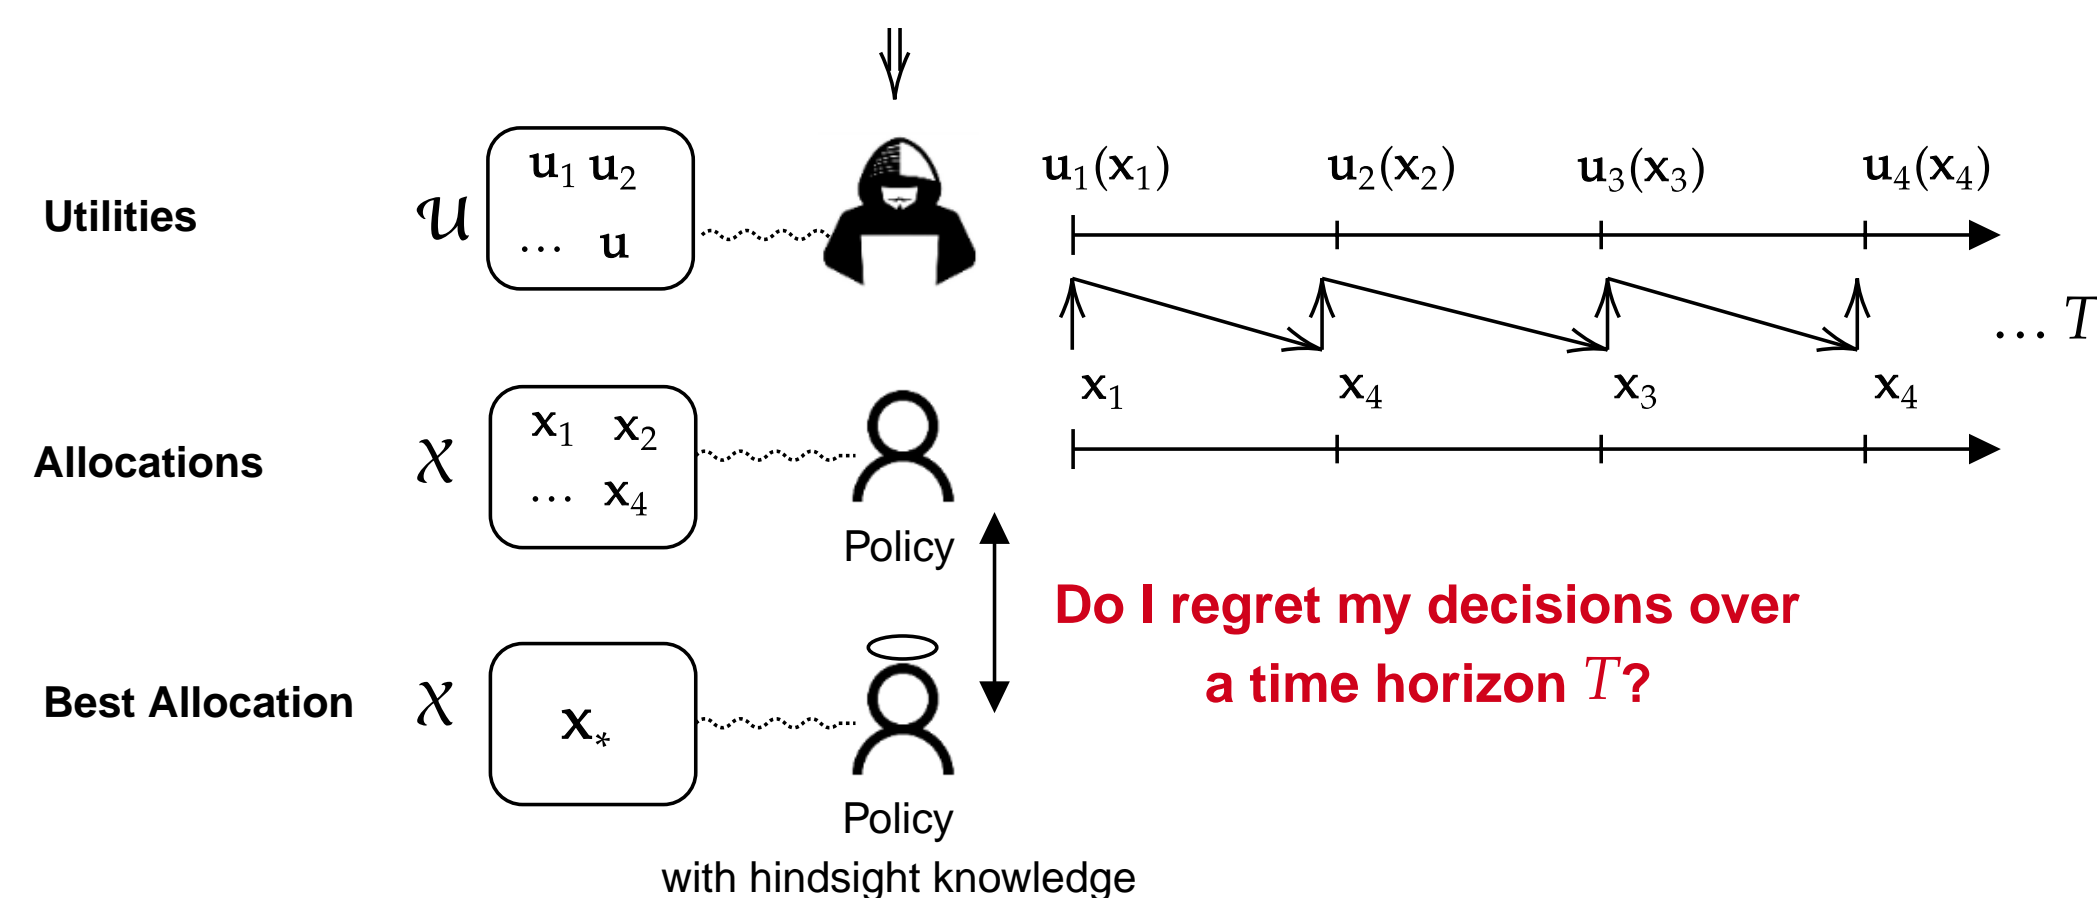 𝒰 u₁ u₂
u₁(x₁) u₂(x₂) u₃(x₃) u₄(x₄)
Utilities
… u
… T
x₁ x₄ x₃ x₄
𝒳 x₁ x₂
Allocations
… x₄
Policy
Do I regret my decisions over
a time horizon T?
Best Allocation 𝒳 x∗
Policy
with hindsight knowledge